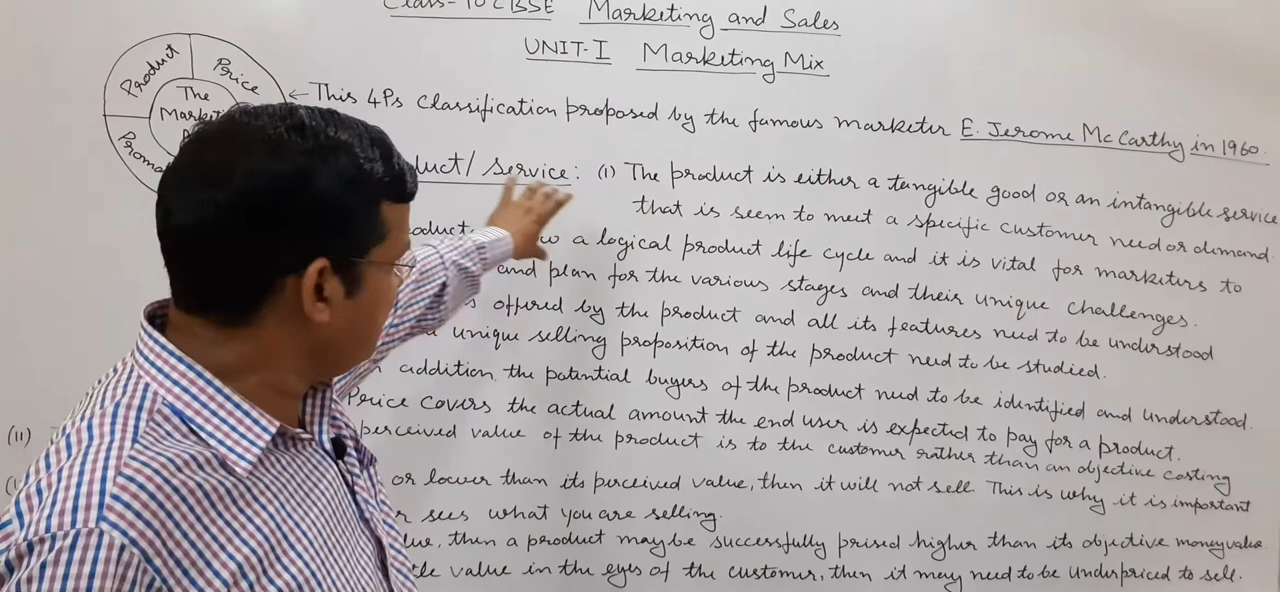 Class-10 CBSE Marketing and Sales
UNIT-I Marketing Mix
Product
Price
The
Market
Promo
← This 4Ps Classification proposed by the famous marketer E. Jerome McCarthy in 1960.
duct/Service: (I) The product is either a tangible good or an intangible service
that is seem to meet a specific customer need or demand.
oduct a logical product life cycle and it is vital for marketers to
and plan for the various stages and their unique challenges.
offered by the product and all its features need to be understood
unique selling proposition of the product need to be studied.
addition, the potential buyers of the product need to be identified and understood.
Price covers the actual amount the end user is expected to pay for a product.
(II)
perceived value of the product is to the customer rather than an objective costing
or lower than its perceived value, then it will not sell. This is why it is important
r sees what you are selling.
lue, then a product may be successfully prised higher than its objective money value
tle value in the eyes of the customer, then it may need to be underpriced to sell.